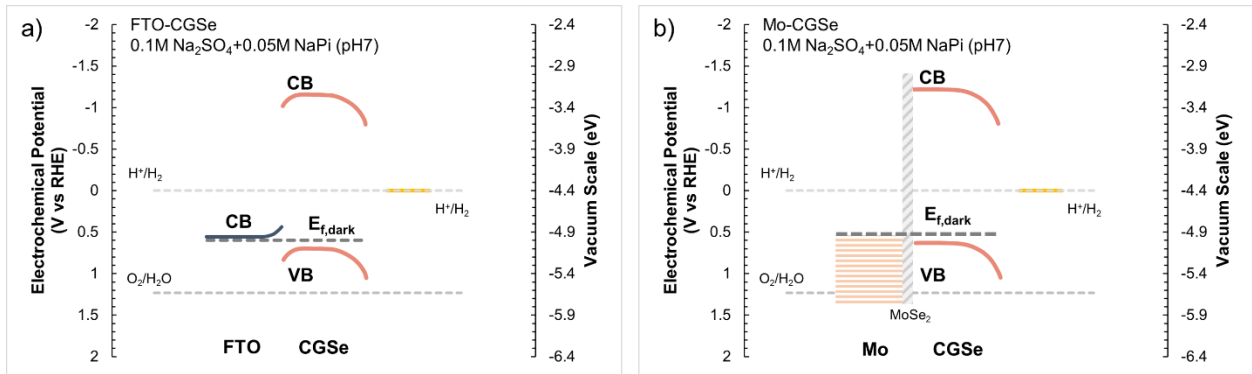 a)
FTO-CGSe
0.1M Na₂SO₄+0.05M NaPi (pH7)
Electrochemical Potential
(V vs RHE)
-2
-1.5
-1
-0.5
0
0.5
1
1.5
2
CB
H⁺/H₂
H⁺/H₂
CB
E_f,dark
VB
O₂/H₂O
FTO
CGSe
-2.4
-2.9
-3.4
-3.9
-4.4
-4.9
-5.4
-5.9
-6.4
Vacuum Scale (eV)
b)
Mo-CGSe
0.1M Na₂SO₄+0.05M NaPi (pH7)
Electrochemical Potential
(V vs RHE)
-2
-1.5
-1
-0.5
0
0.5
1
1.5
2
CB
H⁺/H₂
H⁺/H₂
E_f,dark
VB
O₂/H₂O
MoSe₂
Mo
CGSe
-2.4
-2.9
-3.4
-3.9
-4.4
-4.9
-5.4
-5.9
-6.4
Vacuum Scale (eV)